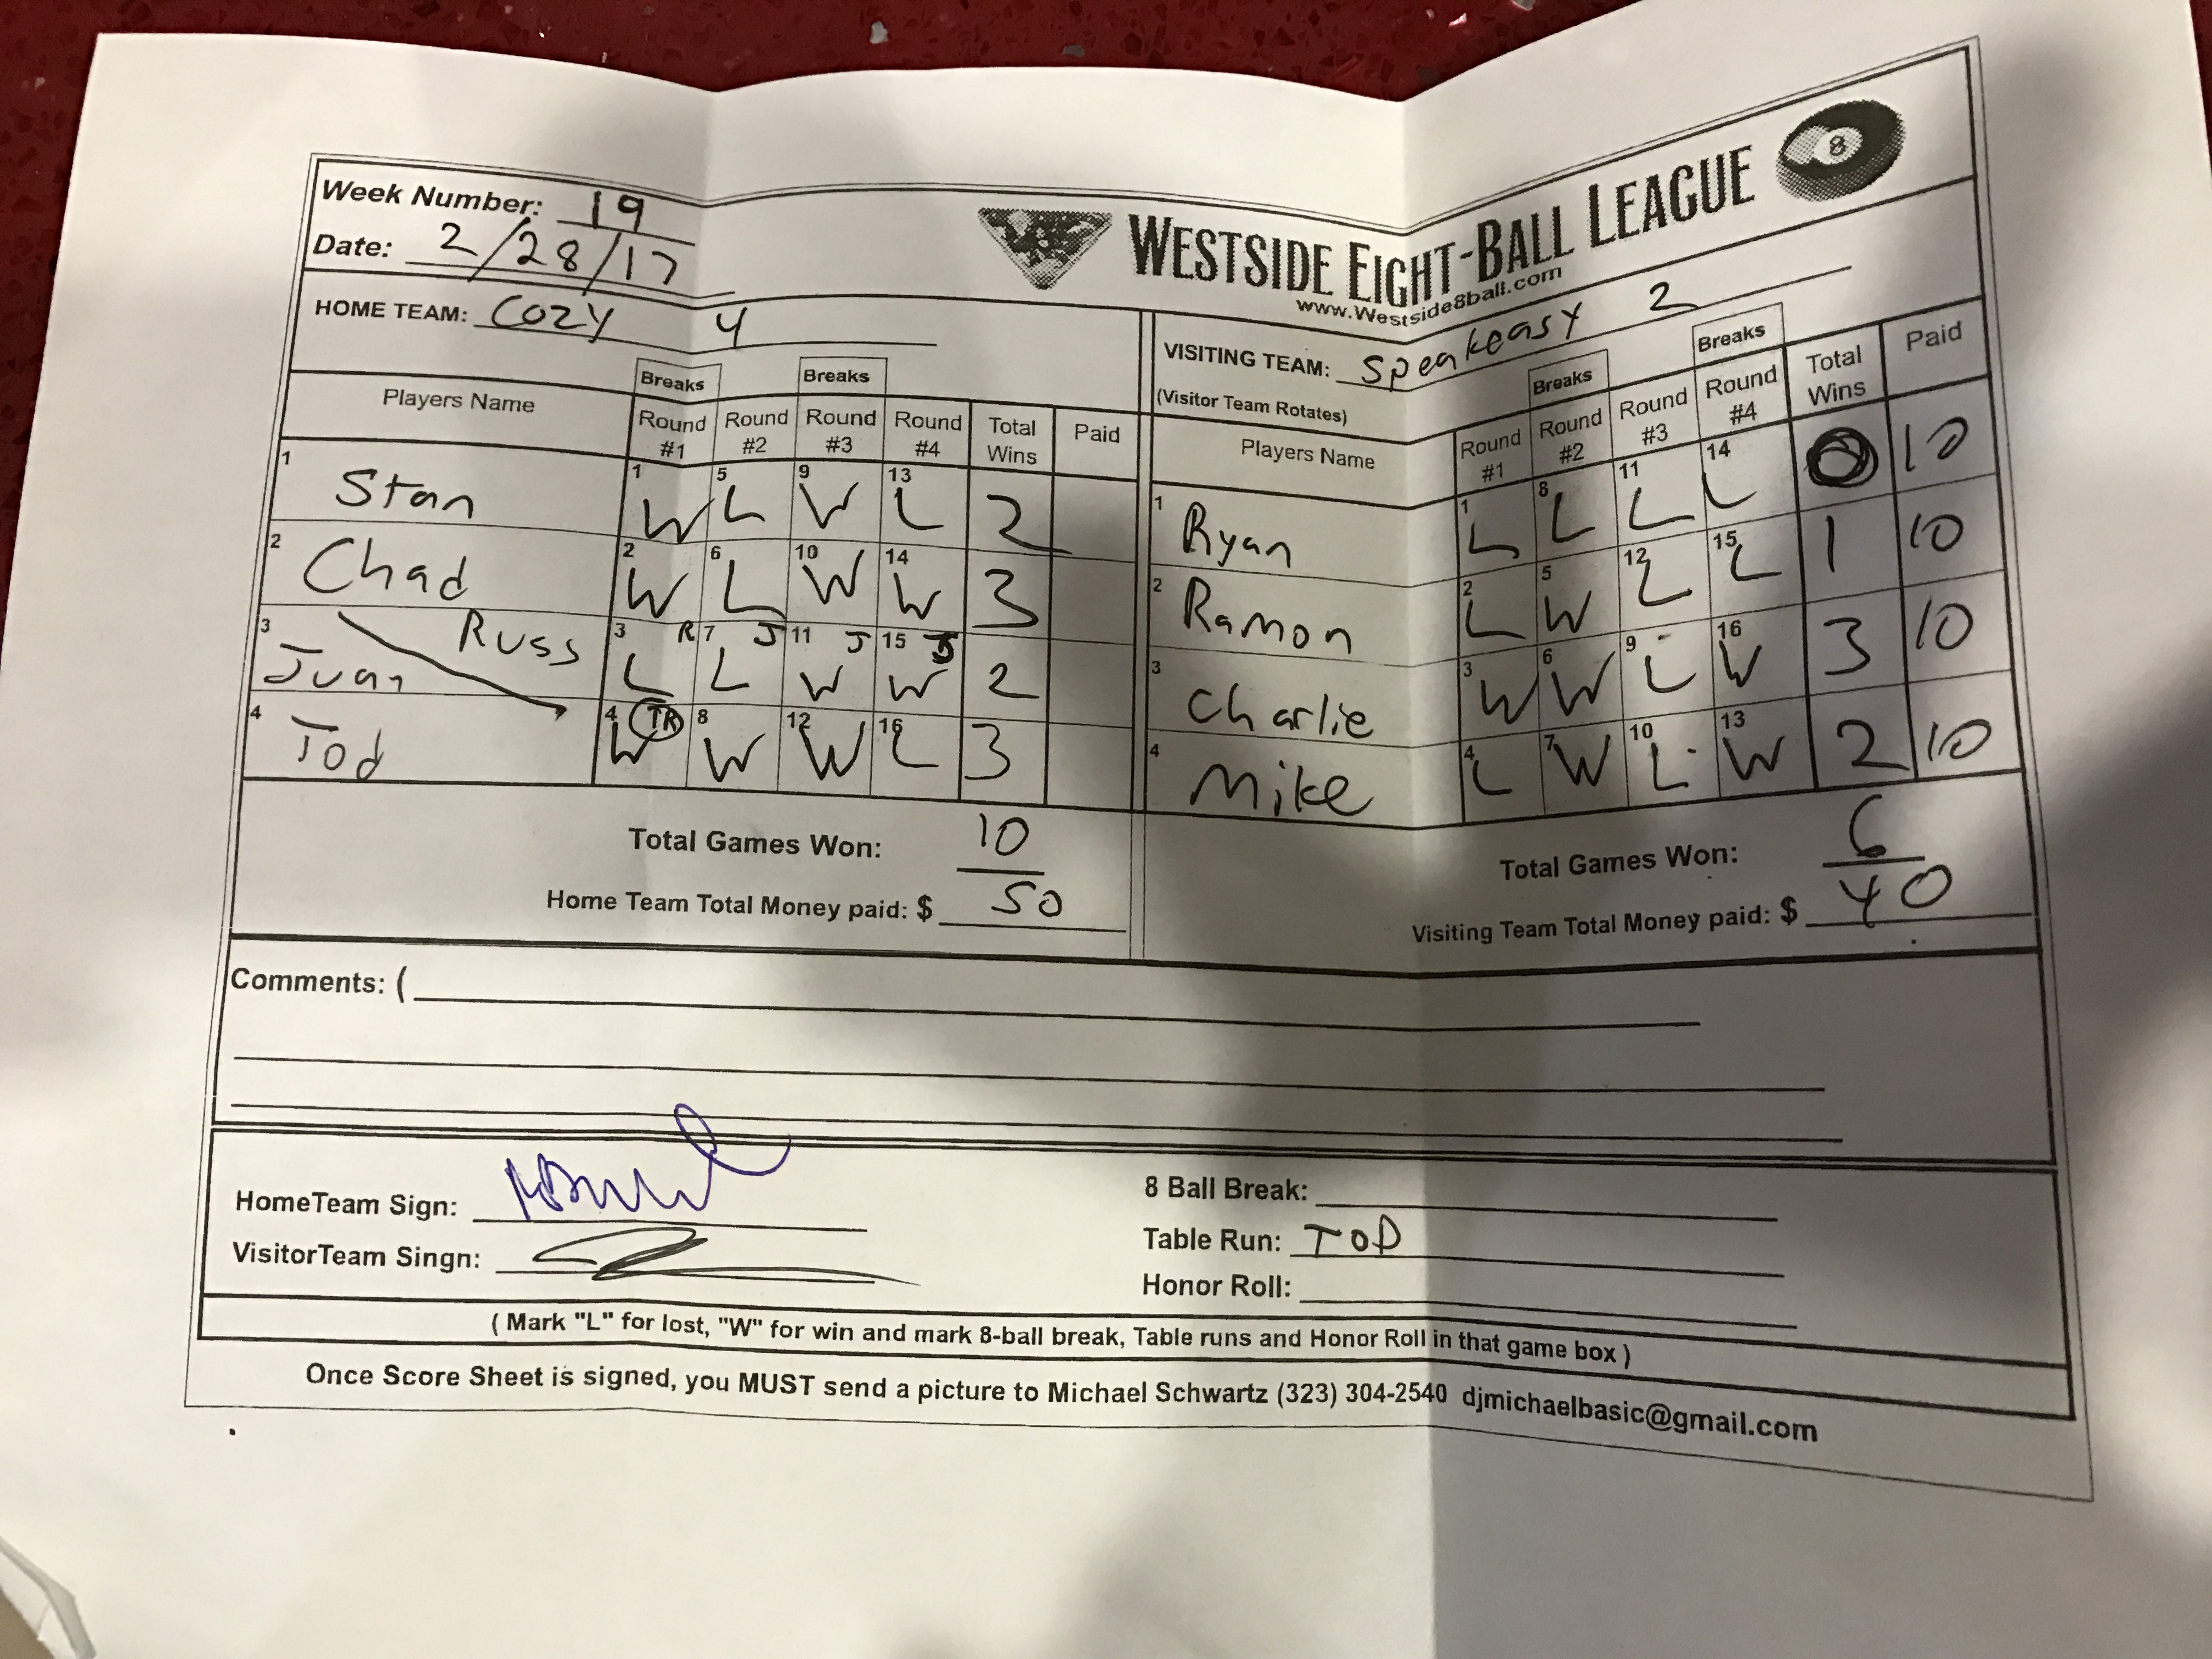 Week Number: 19
Date: 2/28/17
WESTSIDE EIGHT-BALL LEAGUE 8
www.Westside8ball.com
HOME TEAM: COZY 4
VISITING TEAM: Speakeasy 2
(Visitor Team Rotates)
Breaks Breaks
Players Name Round #1 Round #2 Round #3 Round #4 Total Wins Paid
1 Stan 1 W 5 L 9 W 13 L 2
2 Chad 2 W 6 L 10 W 14 W 3
3 Juan Russ 3 R L 7 J L 11 J W 15 J W 2
4 Tod 4 TR W 8 W 12 W 16 L 3
Total Games Won: 10
Home Team Total Money paid: $ 50
Breaks Breaks
Players Name Round #1 Round #2 Round #3 Round #4 Total Wins Paid
1 Ryan 1 L 8 L 11 L 14 L 0 10
2 Ramon 2 L 5 W 12 L 15 L 1 10
3 Charlie 3 W 6 W 9 L 16 W 3 10
4 Mike 4 L 7 W 10 L 13 W 2 10
Total Games Won: 6
Visiting Team Total Money paid: $ 40
Comments: (
HomeTeam Sign:
VisitorTeam Singn:
8 Ball Break:
Table Run: TOD
Honor Roll:
( Mark "L" for lost, "W" for win and mark 8-ball break, Table runs and Honor Roll in that game box )
Once Score Sheet is signed, you MUST send a picture to Michael Schwartz (323) 304-2540 djmichaelbasic@gmail.com